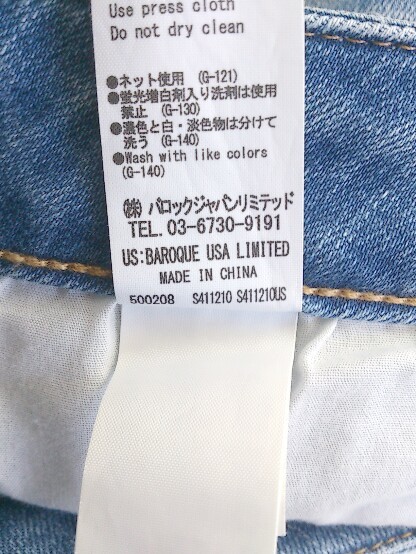 Use press cloth
Do not dry clean
●ネット使用 (G-121)
●蛍光増白剤入り洗剤は使用
禁止 (G-130)
●濃色と白・淡色物は分けて
洗う (G-140)
●Wash with like colors
(G-140)
㈱ バロックジャパンリミテッド
TEL. 03-6730-9191
US:BAROQUE USA LIMITED
MADE IN CHINA
500208 S411210 S411210US